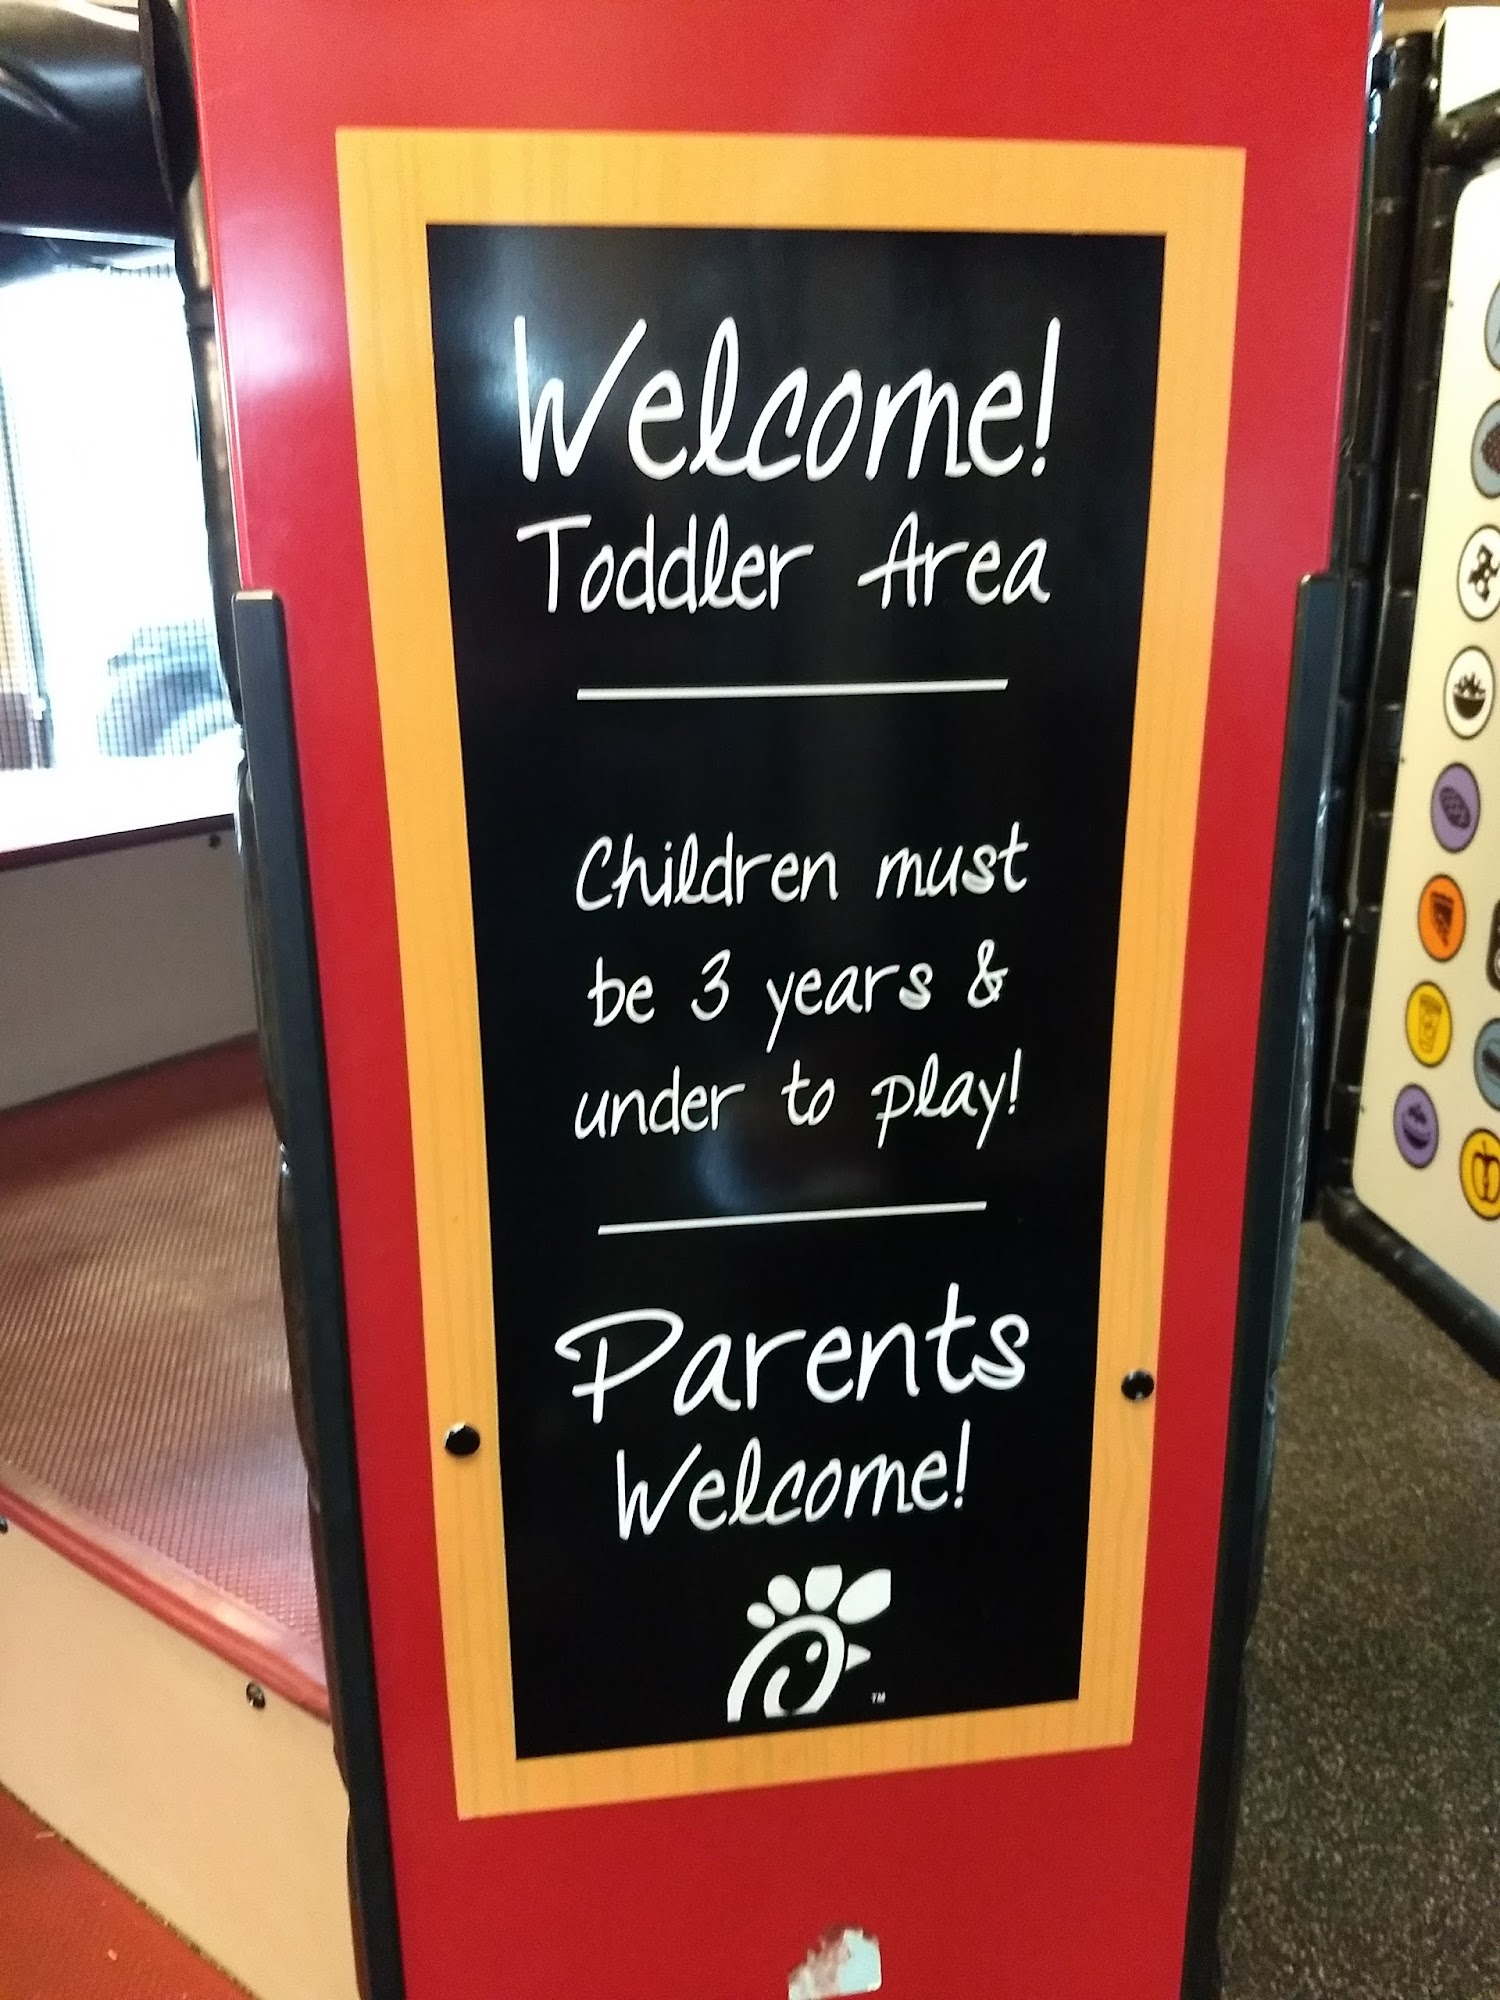 Welcome!
Toddler Area
Children must
be 3 years &
under to play!
Parents
Welcome!
TM